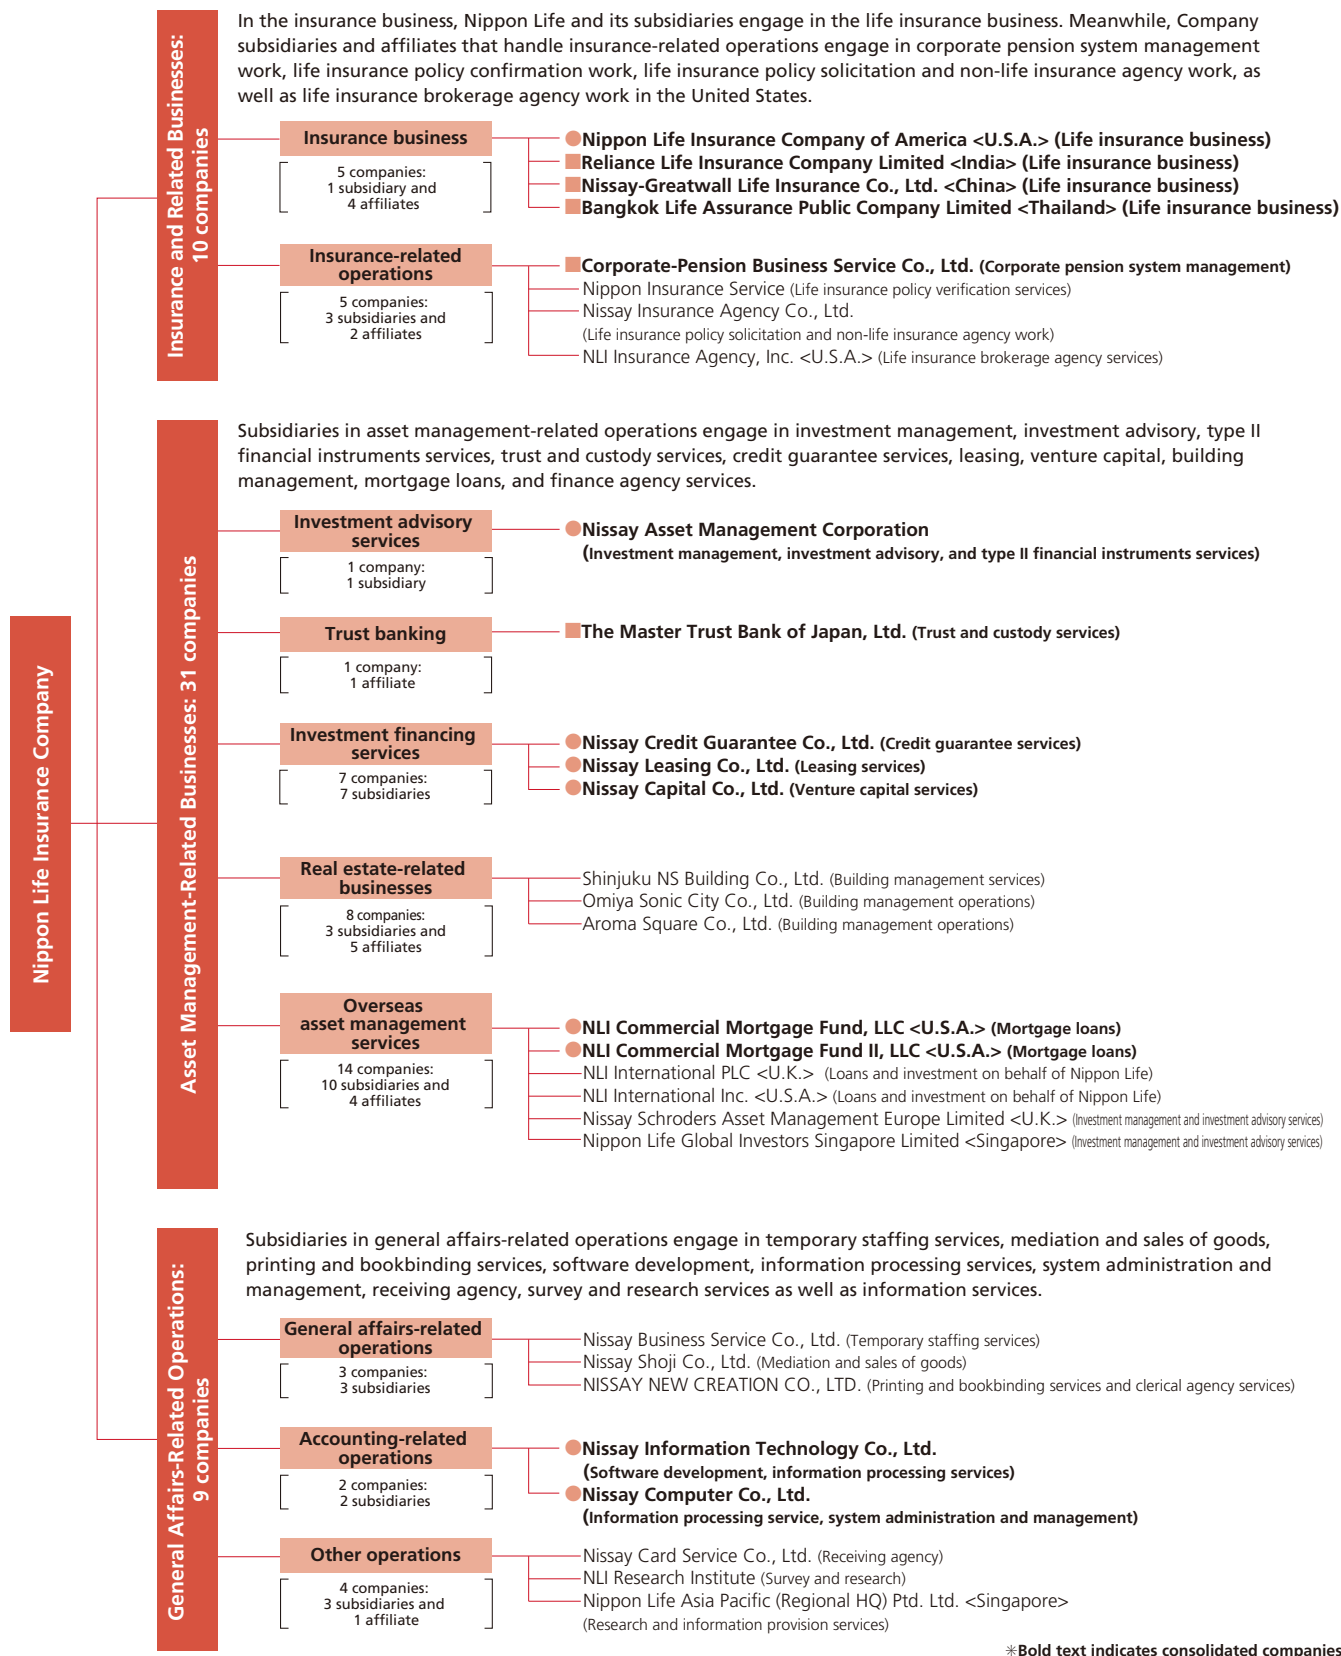 In the insurance business, Nippon Life and its subsidiaries engage in the life insurance business. Meanwhile, Company
subsidiaries and affiliates that handle insurance-related operations engage in corporate pension system management
work, life insurance policy confirmation work, life insurance policy solicitation and non-life insurance agency work, as
well as life insurance brokerage agency work in the United States.
Insurance and Related Businesses:
10 companies
Insurance business
5 companies:
1 subsidiary and
4 affiliates
Nippon Life Insurance Company of America <U.S.A.> (Life insurance business)
Reliance Life Insurance Company Limited <India> (Life insurance business)
Nissay-Greatwall Life Insurance Co., Ltd. <China> (Life insurance business)
Bangkok Life Assurance Public Company Limited <Thailand> (Life insurance business)
Insurance-related
operations
5 companies:
3 subsidiaries and
2 affiliates
Corporate-Pension Business Service Co., Ltd. (Corporate pension system management)
Nippon Insurance Service (Life insurance policy verification services)
Nissay Insurance Agency Co., Ltd.
(Life insurance policy solicitation and non-life insurance agency work)
NLI Insurance Agency, Inc. <U.S.A.> (Life insurance brokerage agency services)
Nippon Life Insurance Company
Asset Management-Related Businesses: 31 companies
Subsidiaries in asset management-related operations engage in investment management, investment advisory, type II
financial instruments services, trust and custody services, credit guarantee services, leasing, venture capital, building
management, mortgage loans, and finance agency services.
Investment advisory
services
1 company:
1 subsidiary
Nissay Asset Management Corporation
(Investment management, investment advisory, and type II financial instruments services)
Trust banking
1 company:
1 affiliate
The Master Trust Bank of Japan, Ltd. (Trust and custody services)
Investment financing
services
7 companies:
7 subsidiaries
Nissay Credit Guarantee Co., Ltd. (Credit guarantee services)
Nissay Leasing Co., Ltd. (Leasing services)
Nissay Capital Co., Ltd. (Venture capital services)
Real estate-related
businesses
8 companies:
3 subsidiaries and
5 affiliates
Shinjuku NS Building Co., Ltd. (Building management services)
Omiya Sonic City Co., Ltd. (Building management operations)
Aroma Square Co., Ltd. (Building management operations)
Overseas
asset management
services
14 companies:
10 subsidiaries and
4 affiliates
NLI Commercial Mortgage Fund, LLC <U.S.A.> (Mortgage loans)
NLI Commercial Mortgage Fund II, LLC <U.S.A.> (Mortgage loans)
NLI International PLC <U.K.> (Loans and investment on behalf of Nippon Life)
NLI International Inc. <U.S.A.> (Loans and investment on behalf of Nippon Life)
Nissay Schroders Asset Management Europe Limited <U.K.> (Investment management and investment advisory services)
Nippon Life Global Investors Singapore Limited <Singapore> (Investment management and investment advisory services)
General Affairs-Related Operations:
9 companies
Subsidiaries in general affairs-related operations engage in temporary staffing services, mediation and sales of goods,
printing and bookbinding services, software development, information processing services, system administration and
management, receiving agency, survey and research services as well as information services.
General affairs-related
operations
3 companies:
3 subsidiaries
Nissay Business Service Co., Ltd. (Temporary staffing services)
Nissay Shoji Co., Ltd. (Mediation and sales of goods)
NISSAY NEW CREATION CO., LTD. (Printing and bookbinding services and clerical agency services)
Accounting-related
operations
2 companies:
2 subsidiaries
Nissay Information Technology Co., Ltd.
(Software development, information processing services)
Nissay Computer Co., Ltd.
(Information processing service, system administration and management)
Other operations
4 companies:
3 subsidiaries and
1 affiliate
Nissay Card Service Co., Ltd. (Receiving agency)
NLI Research Institute (Survey and research)
Nippon Life Asia Pacific (Regional HQ) Ptd. Ltd. <Singapore>
(Research and information provision services)
✳Bold text indicates consolidated companies